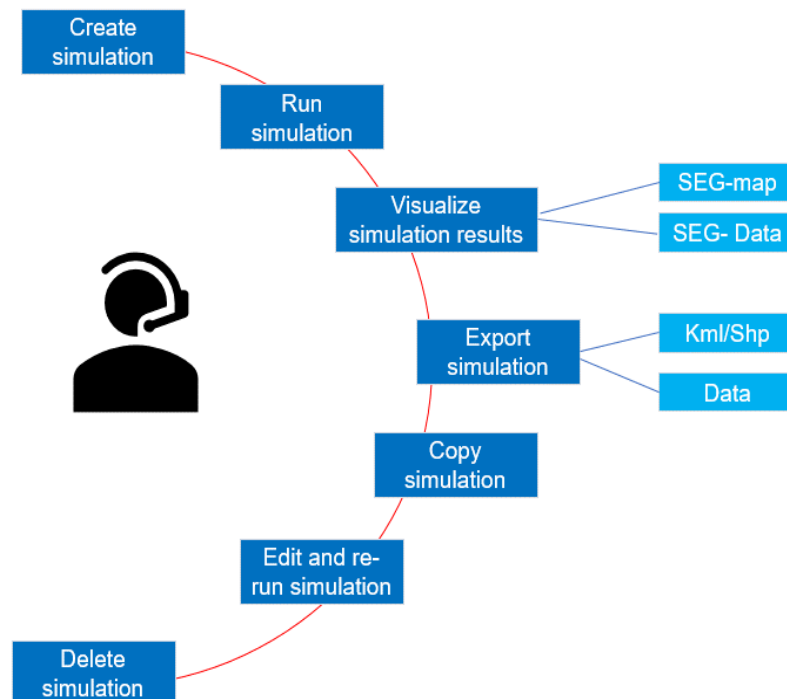 Create
simulation
Run
simulation
Visualize
simulation results
SEG-map
SEG- Data
Export
simulation
Kml/Shp
Data
Copy
simulation
Edit and re-
run simulation
Delete
simulation